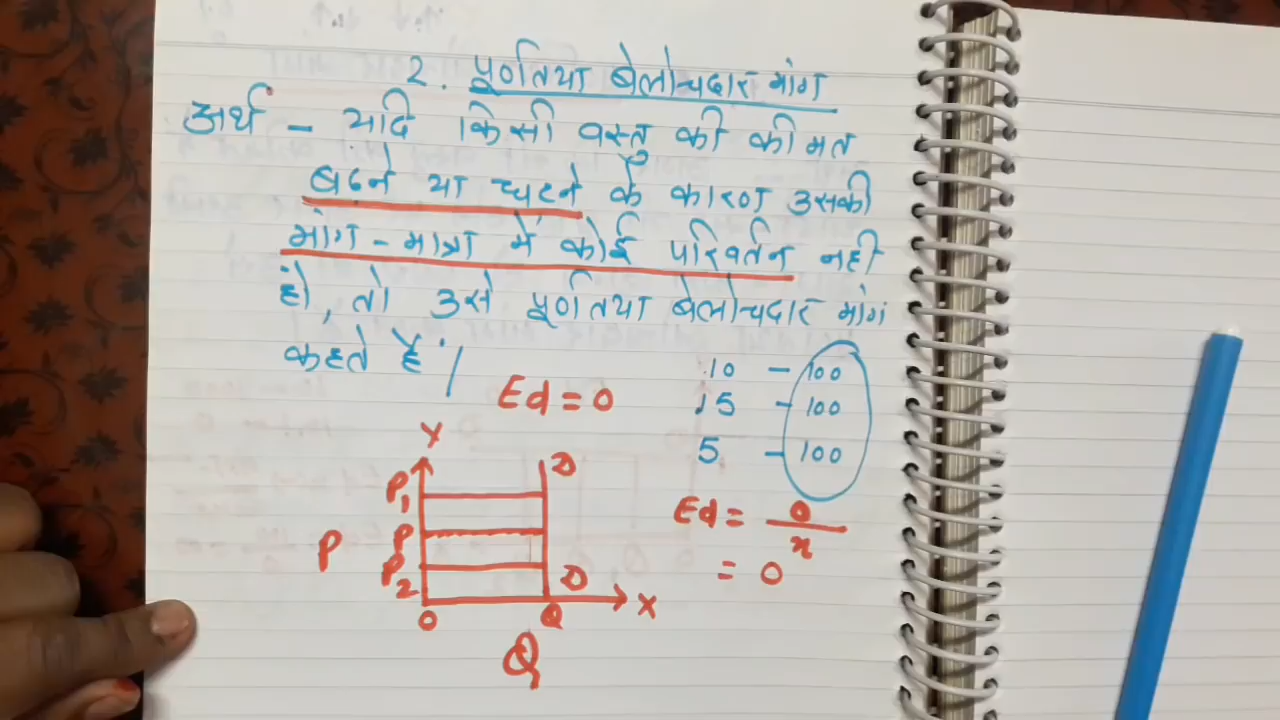 2. पूर्णतया बेलोचदार मांग
अर्थ - यदि किसी वस्तु की कीमत
बढने या घटने के कारण उसकी
मांग - मात्रा में कोई परिवर्तन नही
हो, तो उसे पूर्णतया बेलोचदार मांग
कहते हैं।
Ed = 0
10 - 100
15 - 100
5 - 100
Y
D
P1
P
P
P2
D
O
Q
X
Q
Ed = 0/x
= 0